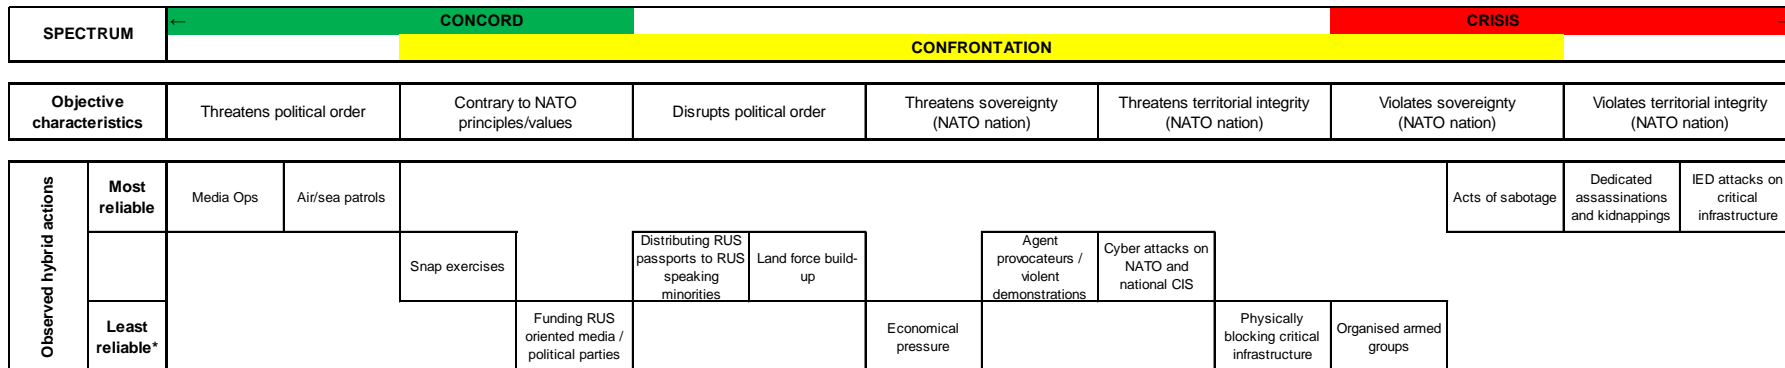 SPECTRUM
← CONCORD
CRISIS →
CONFRONTATION
Objective
characteristics
Threatens political order
Contrary to NATO
principles/values
Disrupts political order
Threatens sovereignty
(NATO nation)
Threatens territorial integrity
(NATO nation)
Violates sovereignty
(NATO nation)
Violates territorial integrity
(NATO nation)
Observed hybrid actions
Most
reliable
Media Ops
Air/sea patrols
Acts of sabotage
Dedicated
assassinations
and kidnappings
IED attacks on
critical
infrastructure
Snap exercises
Distributing RUS
passports to RUS
speaking
minorities
Land force build-
up
Agent
provocateurs /
violent
demonstrations
Cyber attacks on
NATO and
national CIS
Least
reliable*
Funding RUS
oriented media /
political parties
Economical
pressure
Physically
blocking critical
infrastructure
Organised armed
groups